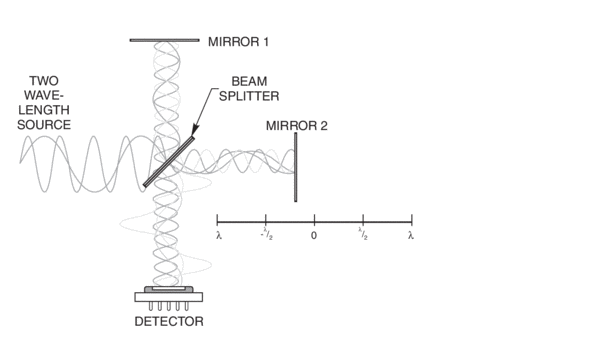 MIRROR 1
TWO
WAVE-
LENGTH
SOURCE
BEAM
SPLITTER
MIRROR 2
λ -λ/2 0 λ/2 λ
DETECTOR